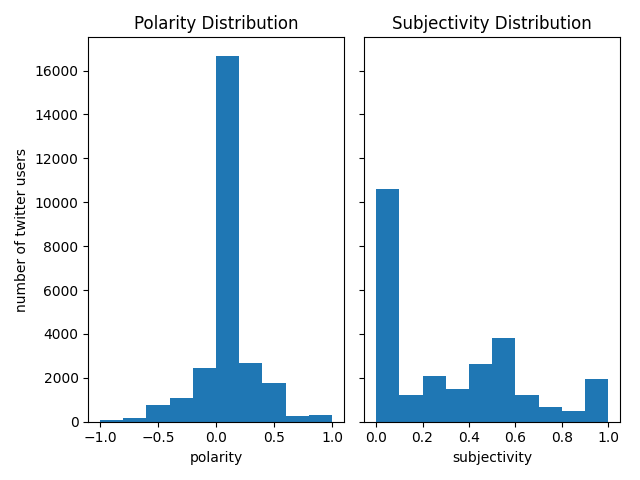 Polarity Distribution
Subjectivity Distribution
number of twitter users
16000
14000
12000
10000
8000
6000
4000
2000
0
−1.0 −0.5 0.0 0.5 1.0
polarity
0.0 0.2 0.4 0.6 0.8 1.0
subjectivity